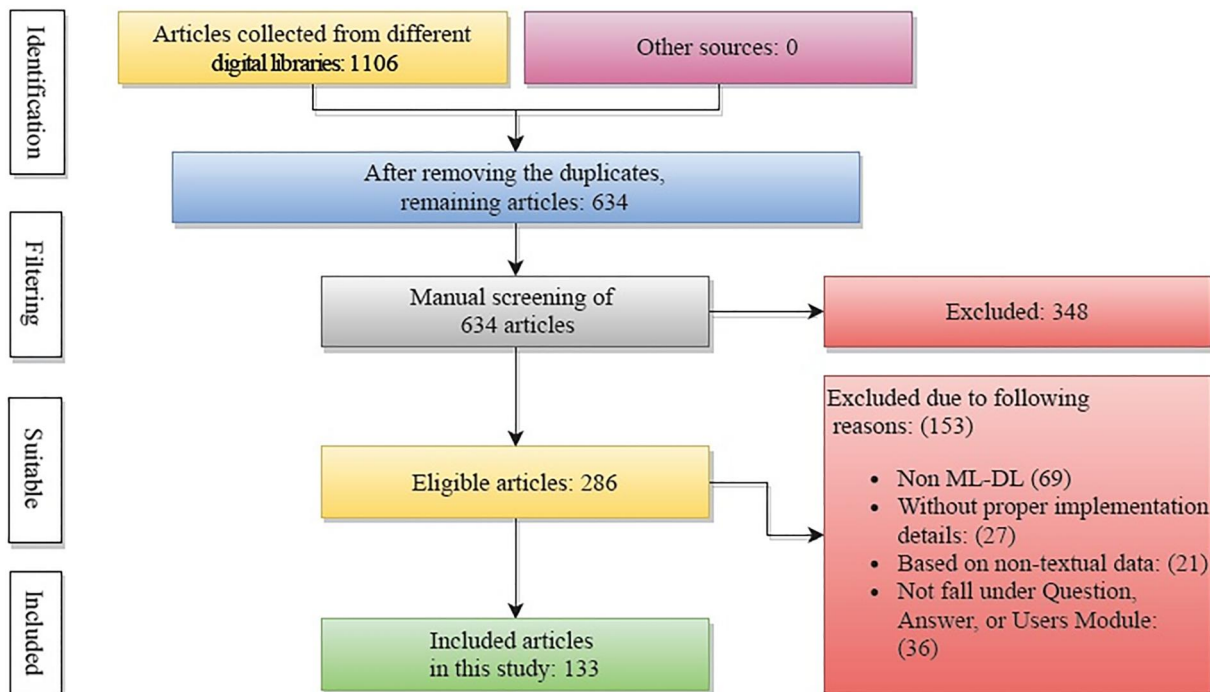 Identification
Articles collected from different
digital libraries: 1106
Other sources: 0
After removing the duplicates,
remaining articles: 634
Filtering
Manual screening of
634 articles
Excluded: 348
Suitable
Eligible articles: 286
Excluded due to following
reasons: (153)
• Non ML-DL (69)
• Without proper implementation
details: (27)
• Based on non-textual data: (21)
• Not fall under Question,
Answer, or Users Module:
(36)
Included
Included articles
in this study: 133